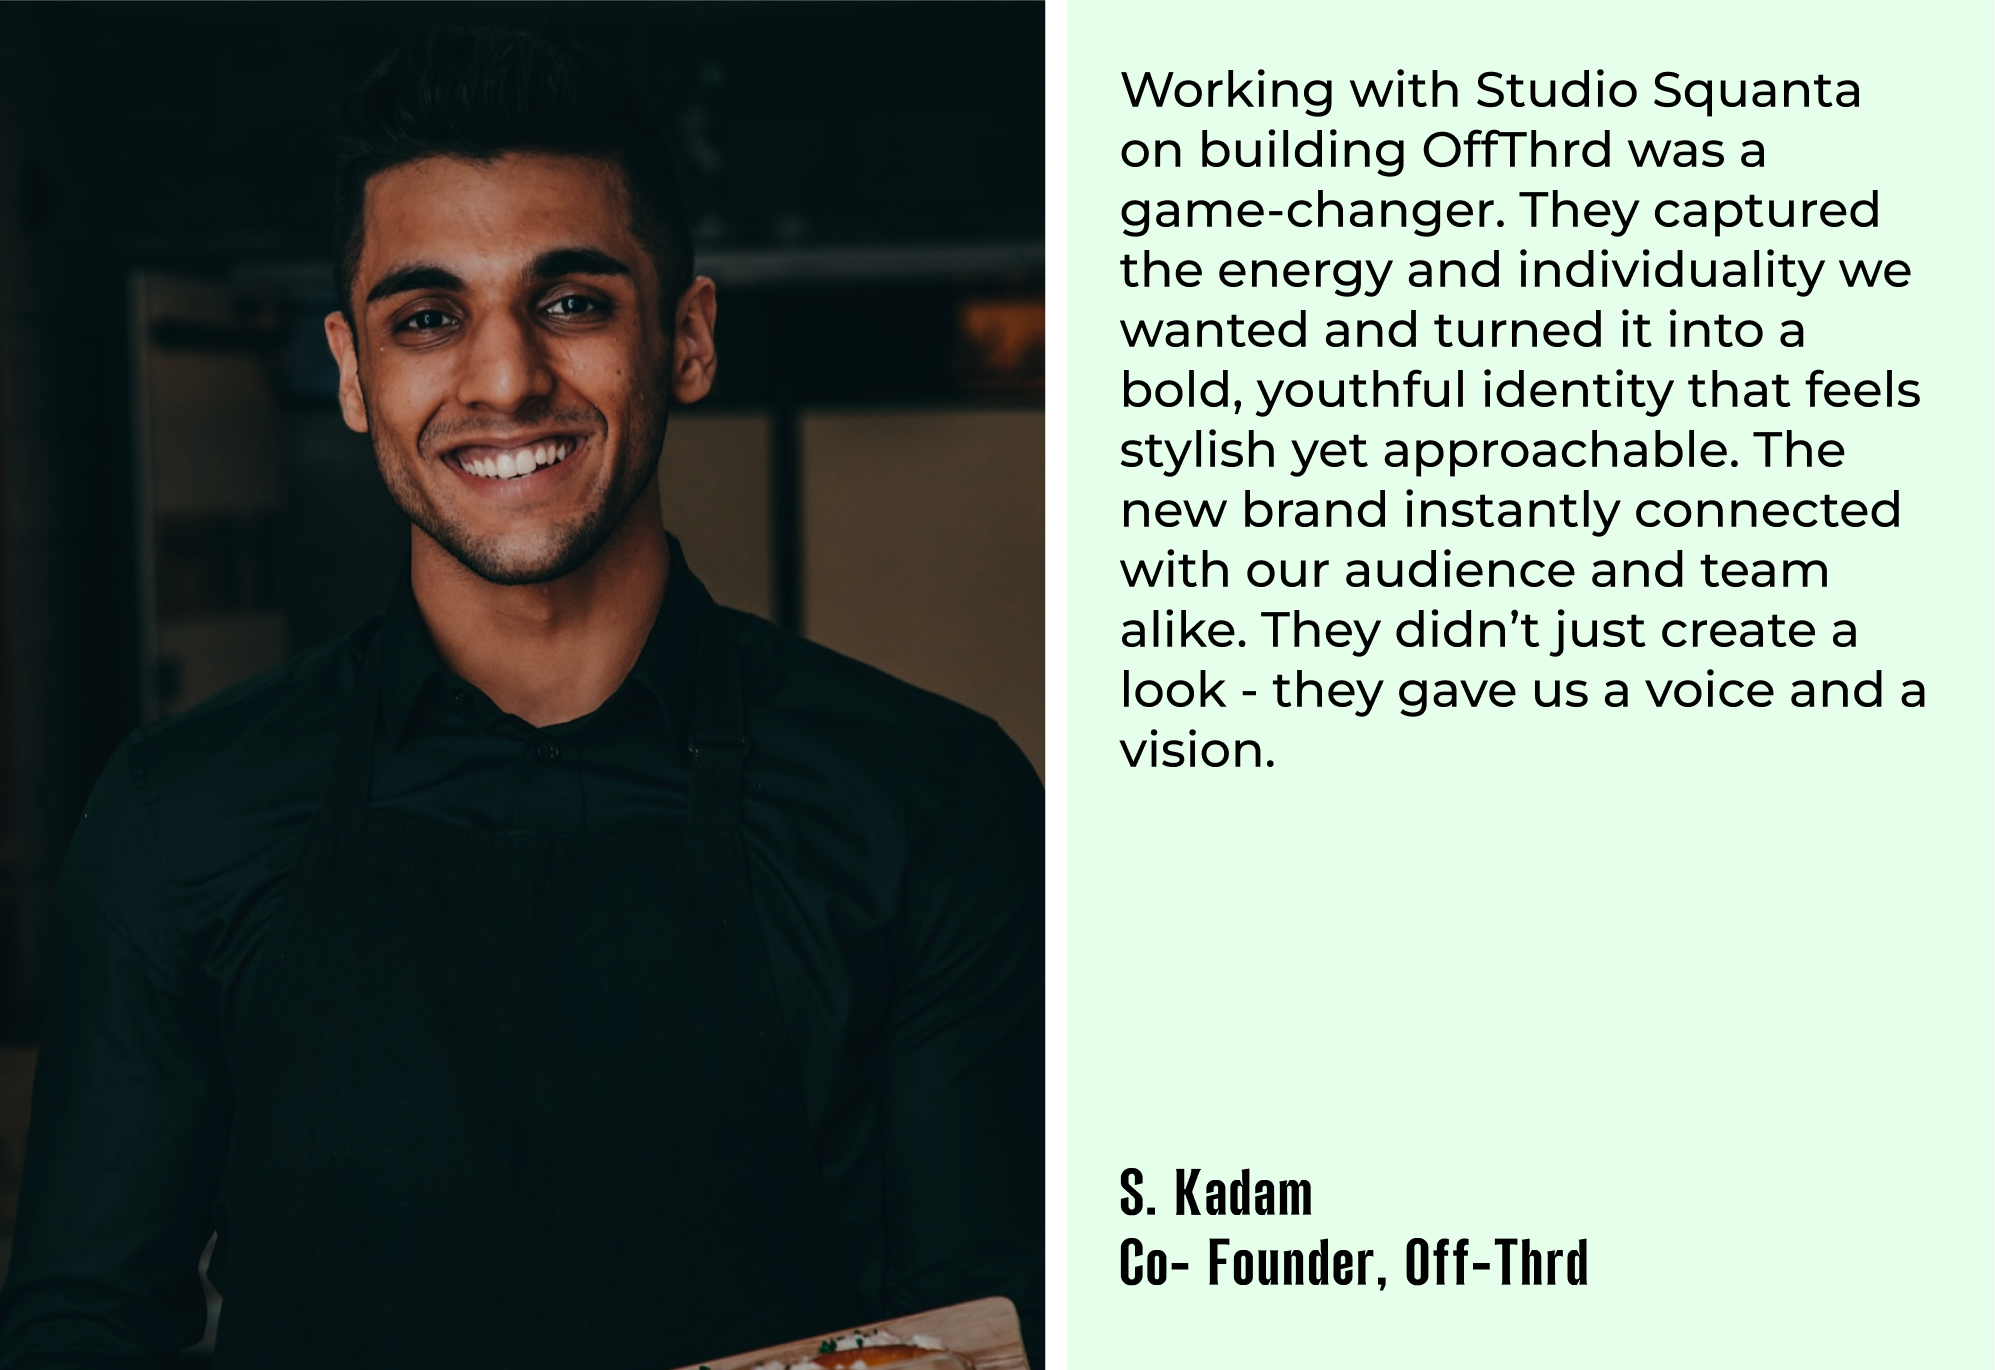 Working with Studio Squanta
on building OffThrd was a
game-changer. They captured
the energy and individuality we
wanted and turned it into a
bold, youthful identity that feels
stylish yet approachable. The
new brand instantly connected
with our audience and team
alike. They didn’t just create a
look - they gave us a voice and a
vision.
S. Kadam
Co- Founder, Off-Thrd